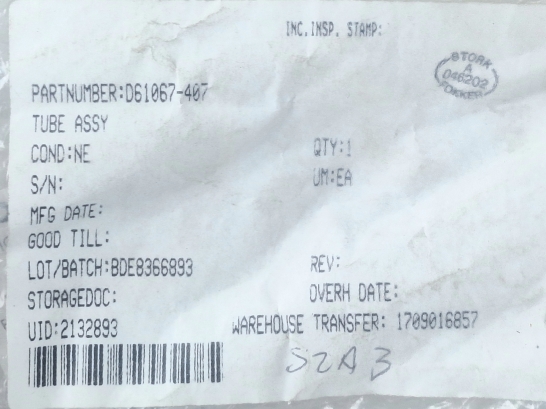 INC.INSP. STAMP:
STORK
A
046202
FOKKER
PARTNUMBER:D61067-407
TUBE ASSY
COND:NE QTY:1
S/N: UM:EA
MFG DATE:
GOOD TILL:
LOT/BATCH:BDE8366893 REV:
STORAGEDOC: OVERH DATE:
UID:2132893 WAREHOUSE TRANSFER: 1709016857
S2A3